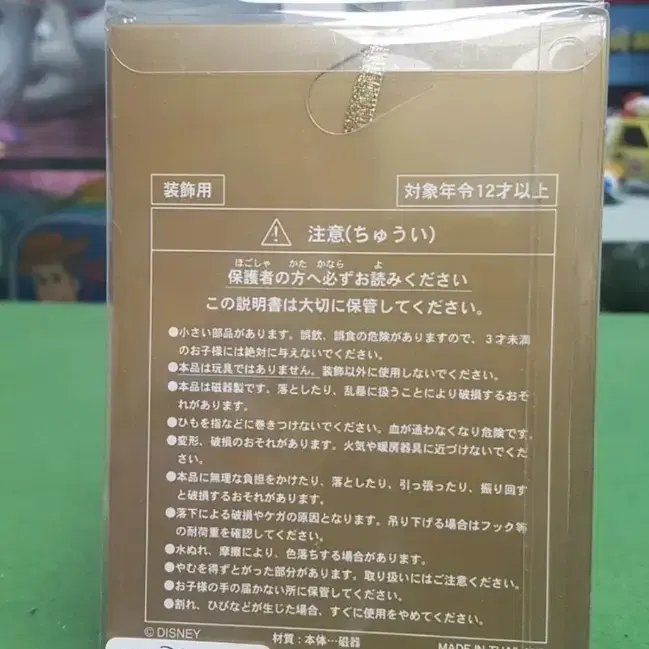 装飾用
対象年令12才以上
注意(ちゅうい)
ほごしゃ かた かなら よ
保護者の方へ必ずお読みください
この説明書は大切に保管してください。
●小さい部品があります。誤飲、誤食の危険がありますので、3才未満
のお子様には絶対に与えないでください。
●本品は玩具ではありません。装飾以外に使用しないでください。
●本品は磁器製です、落としたり、乱暴に扱うことにより破損するおそ
れがあります。
●ひもを指などに巻きつけないでください。血が通わなくなり危険です。
●変形、破損のおそれがあります。火気や暖房器具に近づけないでくだ
さい。
●本品に無理な負担をかけたり、落としたり、引っ張ったり、振り回す
と破損するおそれがあります。
●落下による破損やケガの原因となります。吊り下げる場合はフック等
の耐荷重を確認してください。
●水ぬれ、摩擦により、色落ちする場合があります。
●やむを得ずとがった部分があります。取り扱いにはご注意ください。
●お子様の手の届かない所に保管してください。
●割れ、ひびなどが生じた場合、すぐに使用をやめてください。
© DISNEY
材質：本体…磁器
MADE IN